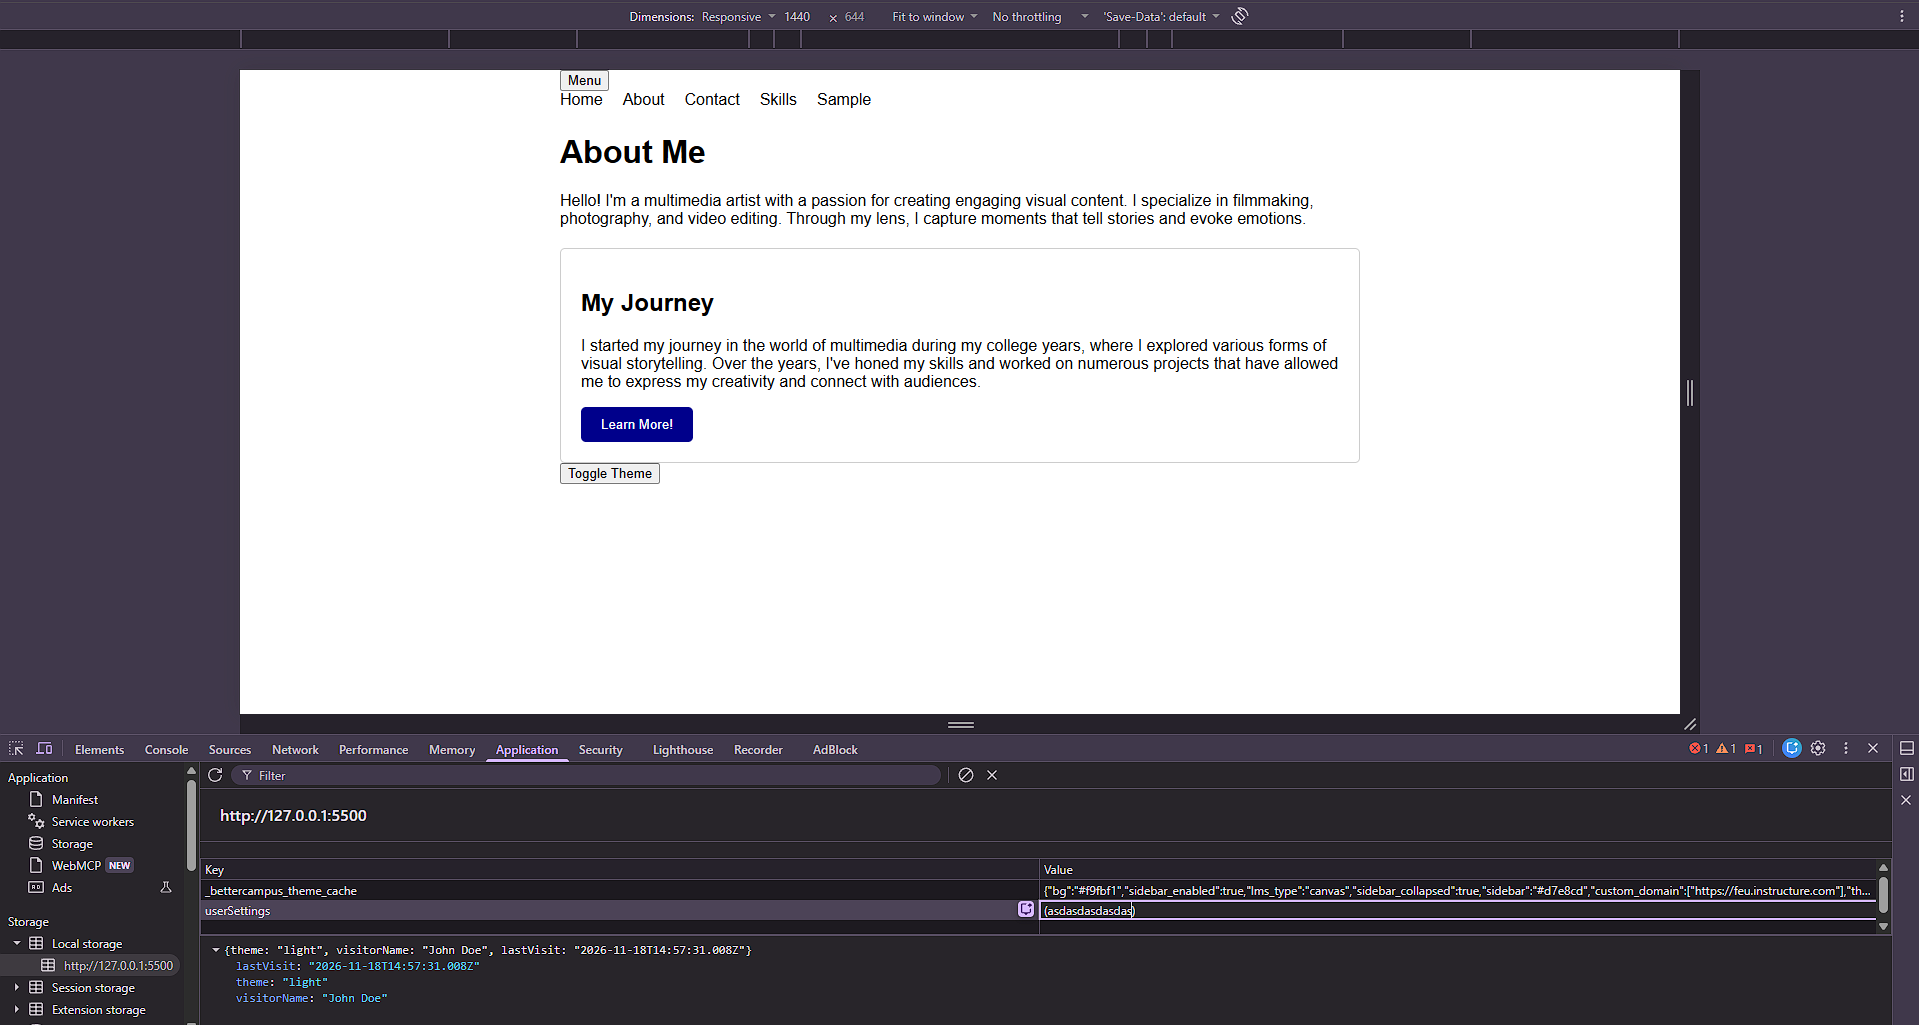 Dimensions: Responsive 1440 × 644 Fit to window No throttling 'Save-Data': default
Menu
Home About Contact Skills Sample
About Me
Hello! I'm a multimedia artist with a passion for creating engaging visual content. I specialize in filmmaking,
photography, and video editing. Through my lens, I capture moments that tell stories and evoke emotions.
My Journey
I started my journey in the world of multimedia during my college years, where I explored various forms of
visual storytelling. Over the years, I've honed my skills and worked on numerous projects that have allowed
me to express my creativity and connect with audiences.
Learn More!
Toggle Theme
Elements Console Sources Network Performance Memory Application Security Lighthouse Recorder AdBlock 1 1 1
Application
Manifest
Service workers
Storage
WebMCP NEW
Ads
Storage
Local storage
http://127.0.0.1:5500
Session storage
Extension storage
Filter
http://127.0.0.1:5500
Key Value
_bettercampus_theme_cache {"bg":"#f9fbf1","sidebar_enabled":true,"lms_type":"canvas","sidebar_collapsed":true,"sidebar":"#d7e8cd","custom_domain":["https://feu.instructure.com"],"th...
userSettings (asdasdasdasdas)
{theme: "light", visitorName: "John Doe", lastVisit: "2026-11-18T14:57:31.008Z"}
lastVisit: "2026-11-18T14:57:31.008Z"
theme: "light"
visitorName: "John Doe"